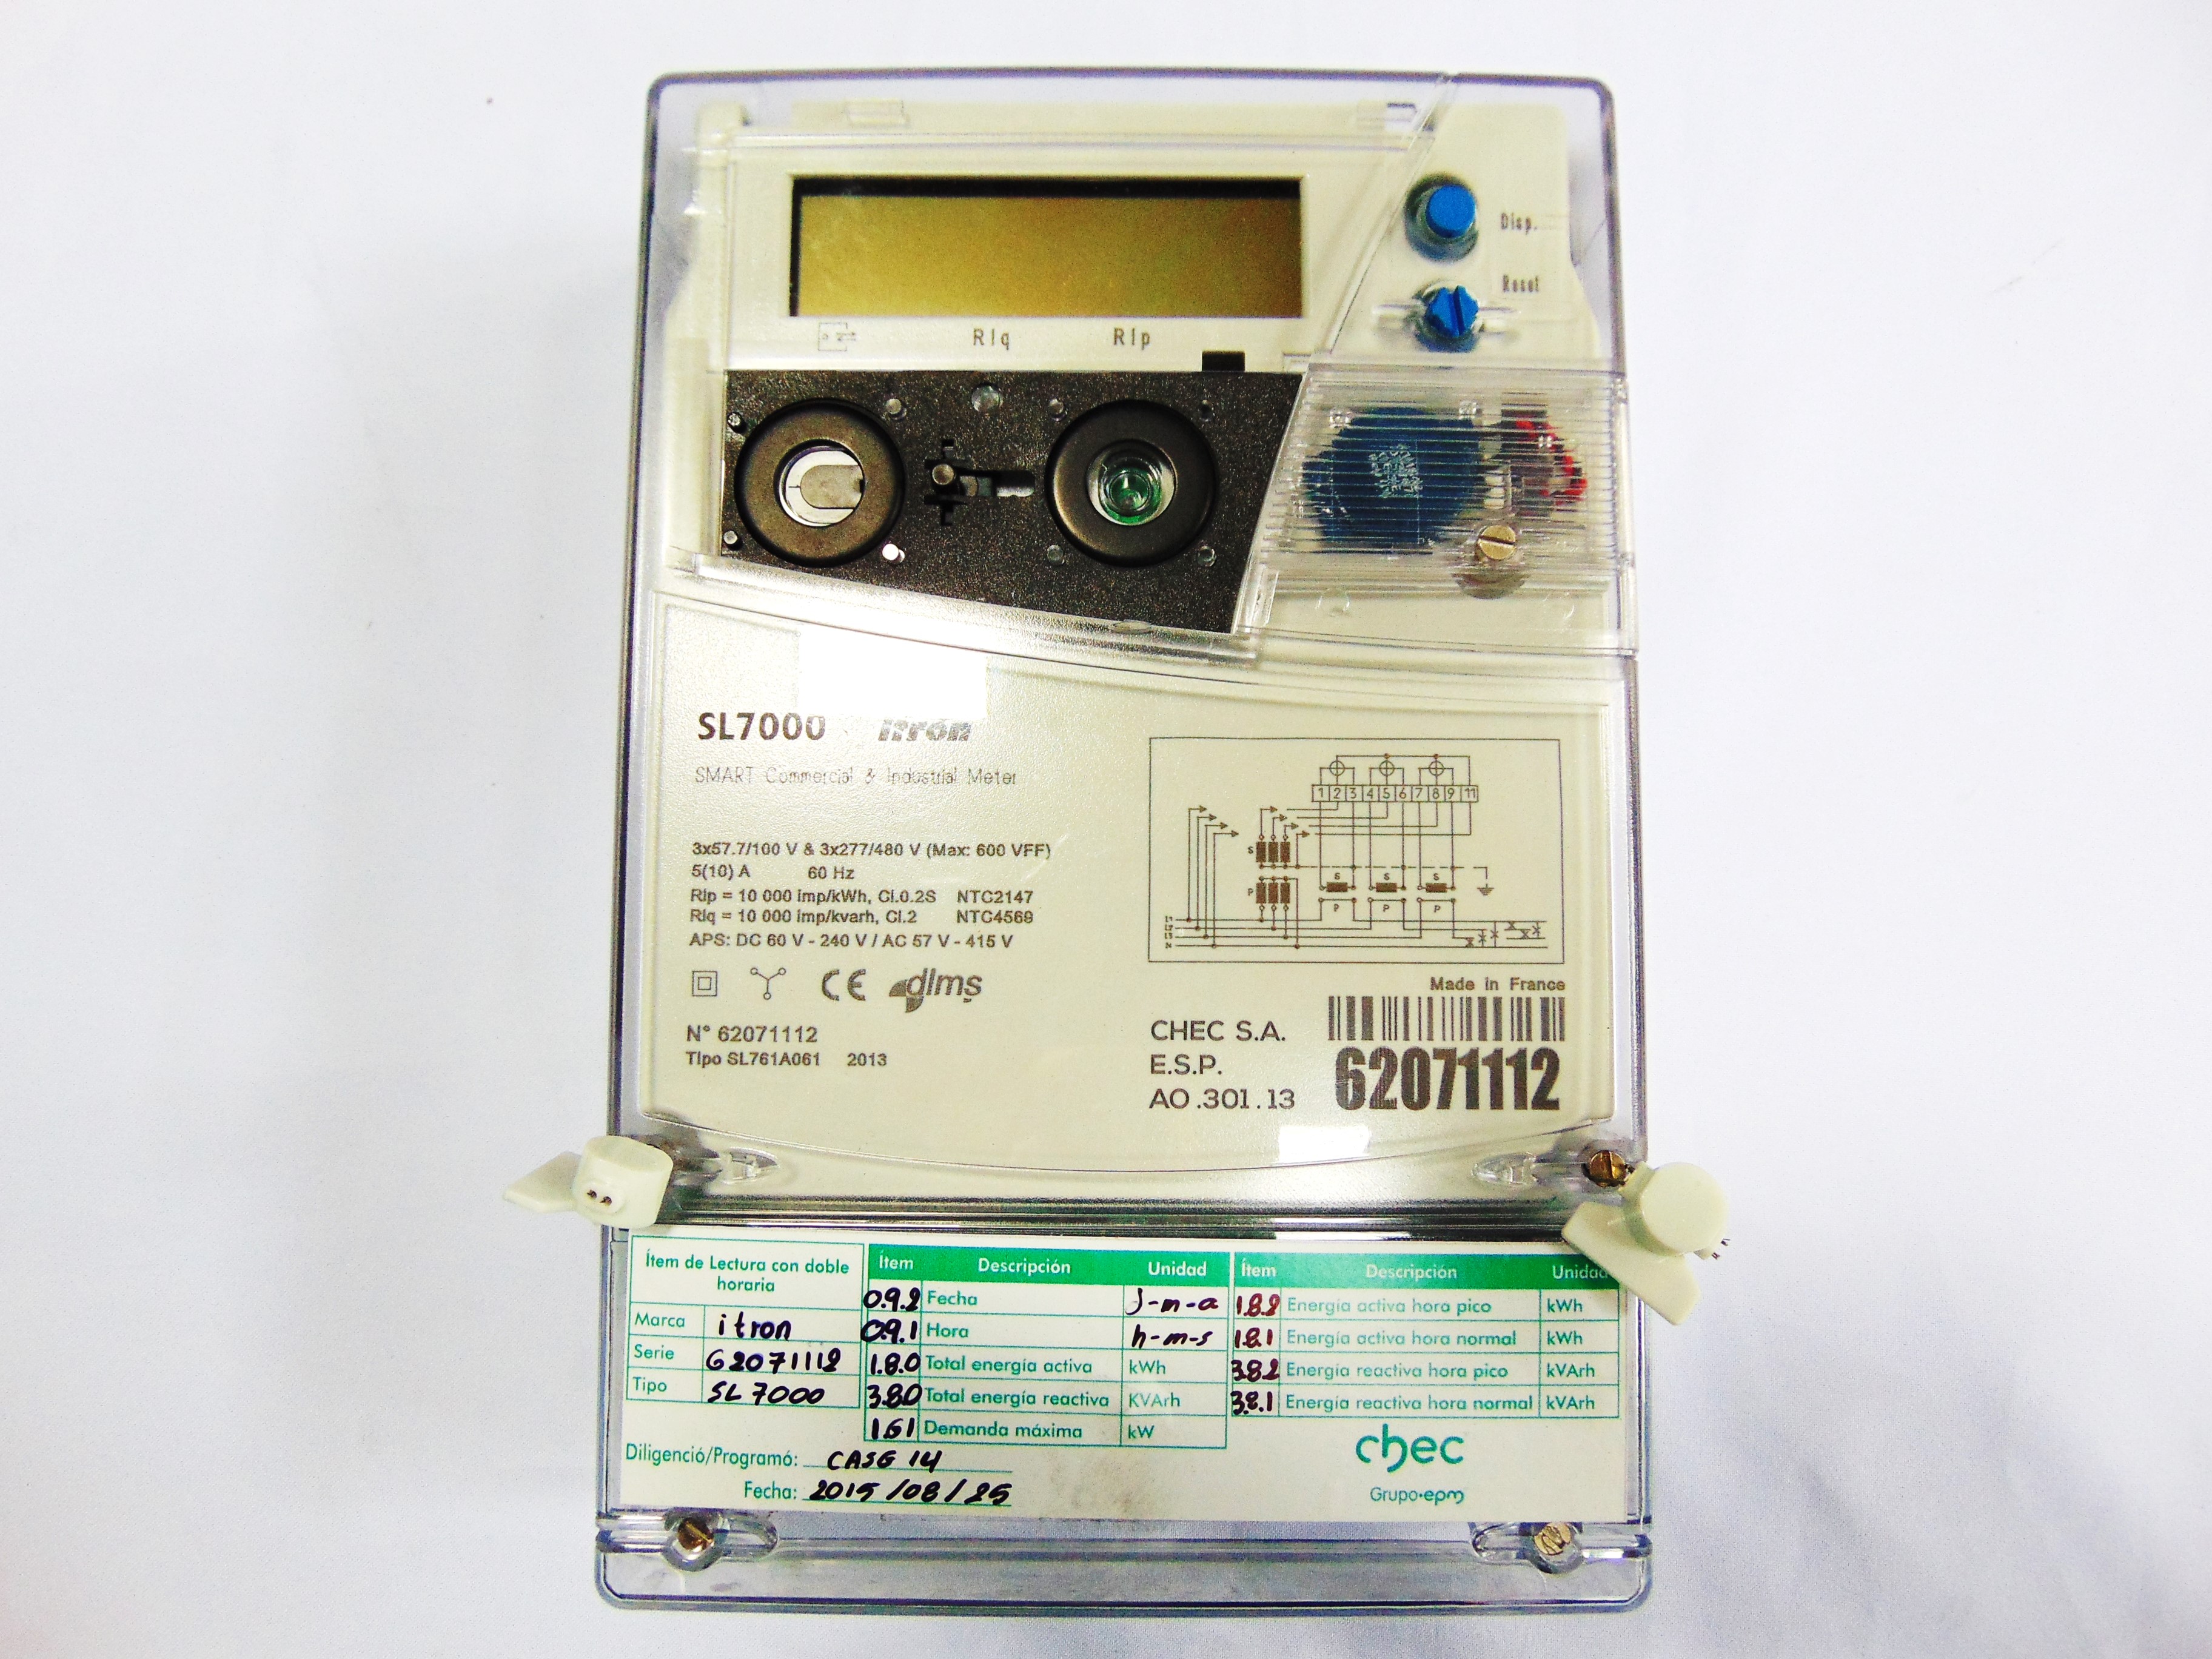 Disp.
Reset
Rlq Rlp
SL7000 itrón
SMART Commercial & Industrial Meter
3x57.7/100 V & 3x277/480 V (Max: 600 VFF)
5(10) A 60 Hz
Rlp = 10 000 imp/kWh, Cl.0.2S NTC2147
Rlq = 10 000 imp/kvarh, Cl.2 NTC4569
APS: DC 60 V - 240 V / AC 57 V - 415 V
CE dlms
N° 62071112
Tipo SL761A061 2013
1 2 3 4 5 6 7 8 9 11
S
S S S
P
P P P
L1
L2
L3
N
Made in France
CHEC S.A.
E.S.P.
AO.301.13
62071112
Ítem de Lectura con doble
horaria
Marca itron
Serie 62071112
Tipo SL 7000
Ítem Descripción Unidad
0.9.2 Fecha J-m-a
0.9.1 Hora h-m-s
1.8.0 Total energía activa kWh
3.8.0 Total energía reactiva KVArh
1.6.1 Demanda máxima kW
Ítem Descripción Unidad
1.8.2 Energía activa hora pico kWh
1.8.1 Energía activa hora normal kWh
3.8.2 Energía reactiva hora pico kVArh
3.8.1 Energía reactiva hora normal kVArh
Diligenció/Programó: CASG 14
Fecha: 2015/08/25
chec
Grupo·epm